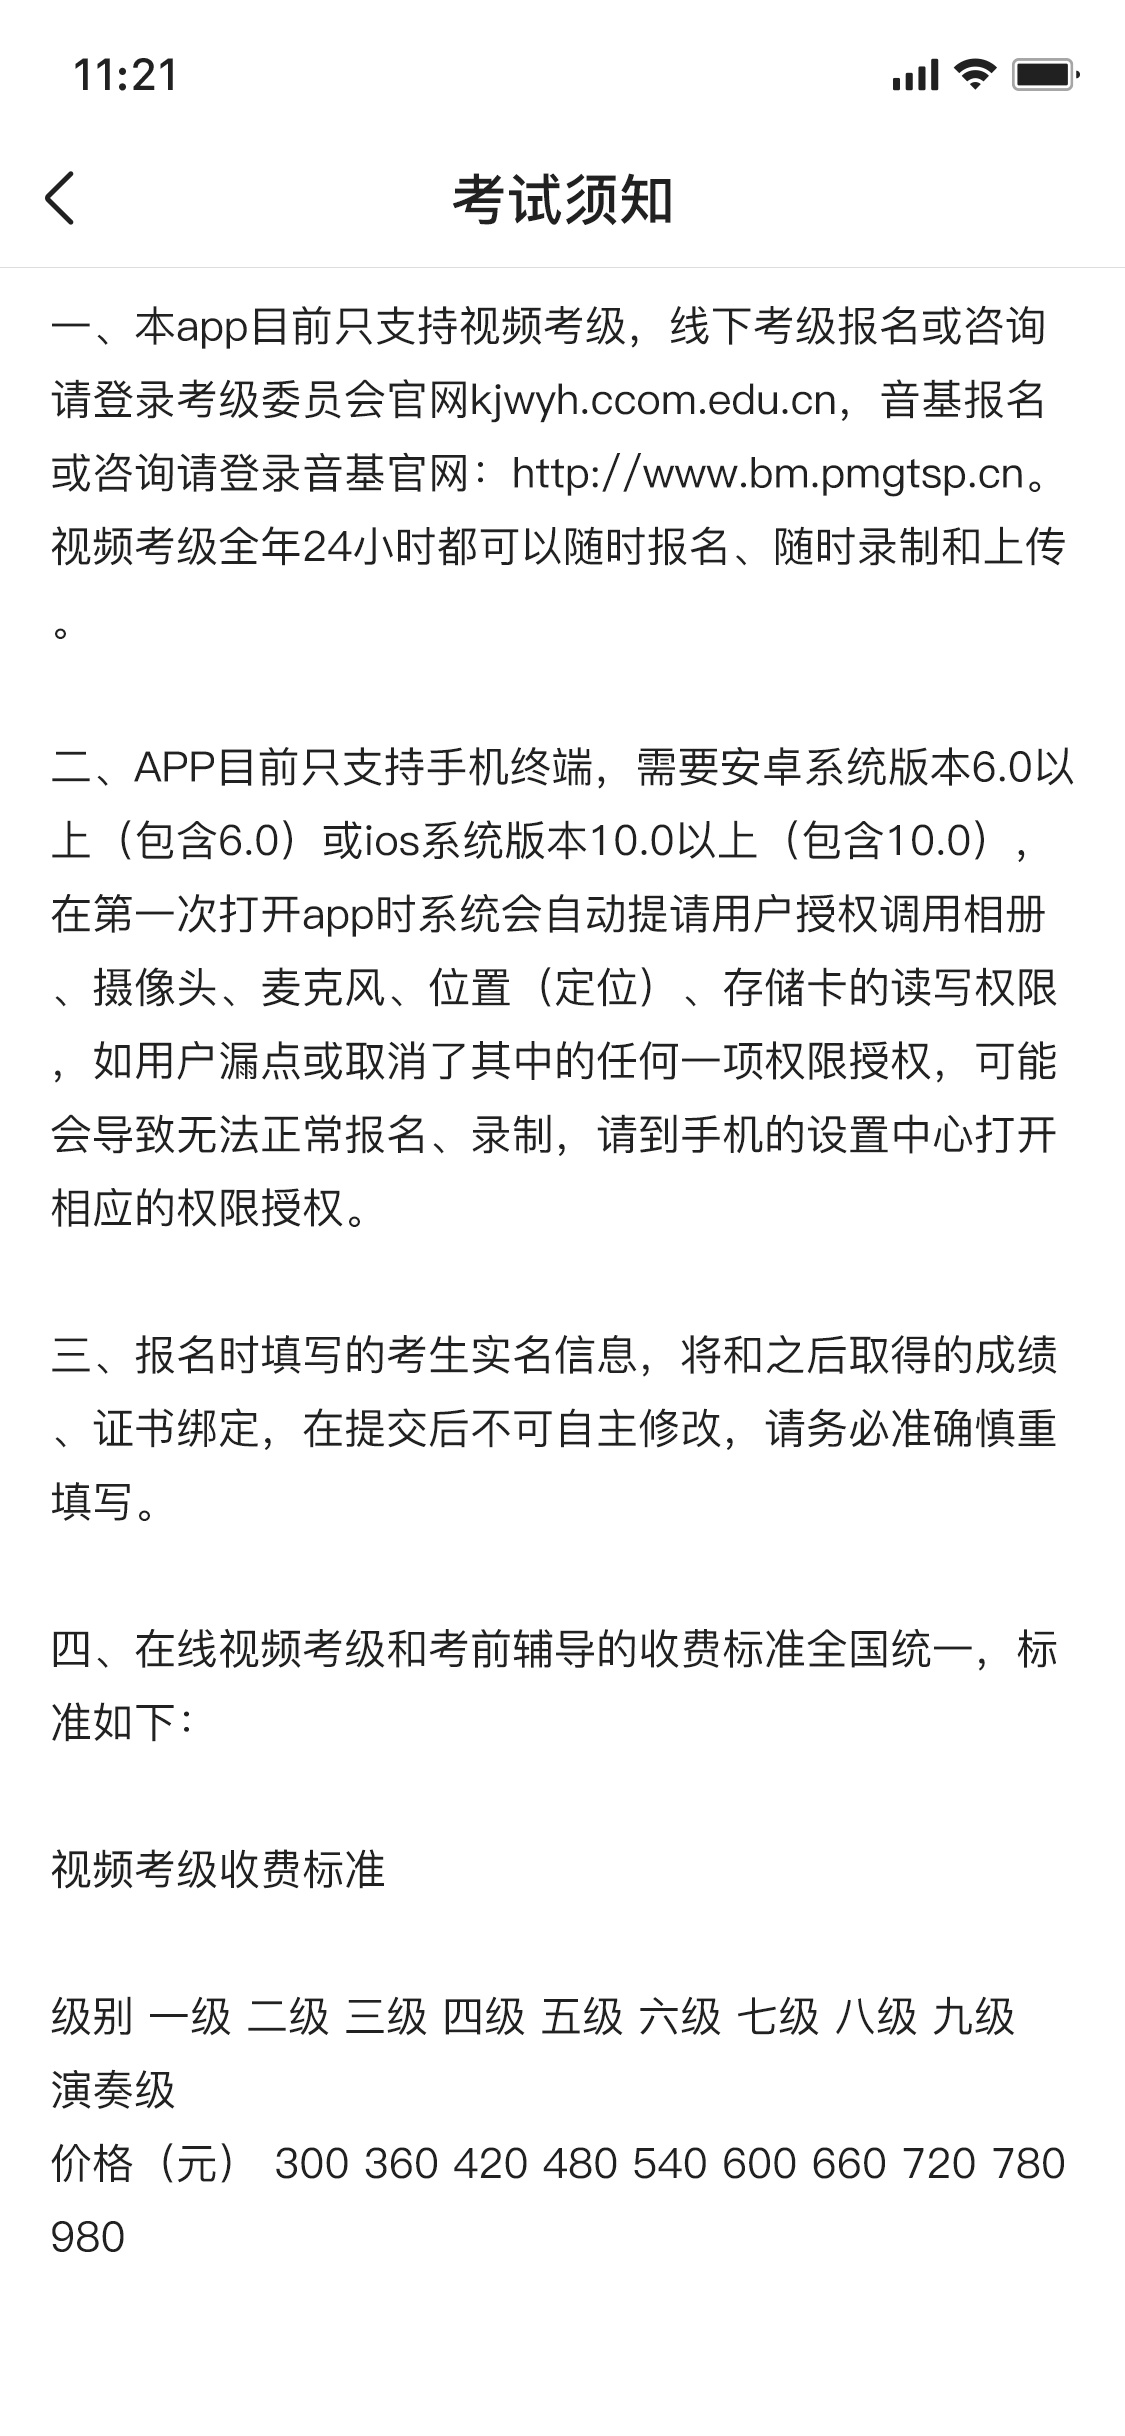 11:21
考试须知
一、本app目前只支持视频考级，线下考级报名或咨询
请登录考级委员会官网kjwyh.ccom.edu.cn，音基报名
或咨询请登录音基官网：http://www.bm.pmgtsp.cn。
视频考级全年24小时都可以随时报名、随时录制和上传
。
二、APP目前只支持手机终端，需要安卓系统版本6.0以
上（包含6.0）或ios系统版本10.0以上（包含10.0），
在第一次打开app时系统会自动提请用户授权调用相册
、摄像头、麦克风、位置（定位）、存储卡的读写权限
，如用户漏点或取消了其中的任何一项权限授权，可能
会导致无法正常报名、录制，请到手机的设置中心打开
相应的权限授权。
三、报名时填写的考生实名信息，将和之后取得的成绩
、证书绑定，在提交后不可自主修改，请务必准确慎重
填写。
四、在线视频考级和考前辅导的收费标准全国统一，标
准如下：
视频考级收费标准
级别 一级 二级 三级 四级 五级 六级 七级 八级 九级
演奏级
价格（元） 300 360 420 480 540 600 660 720 780
980